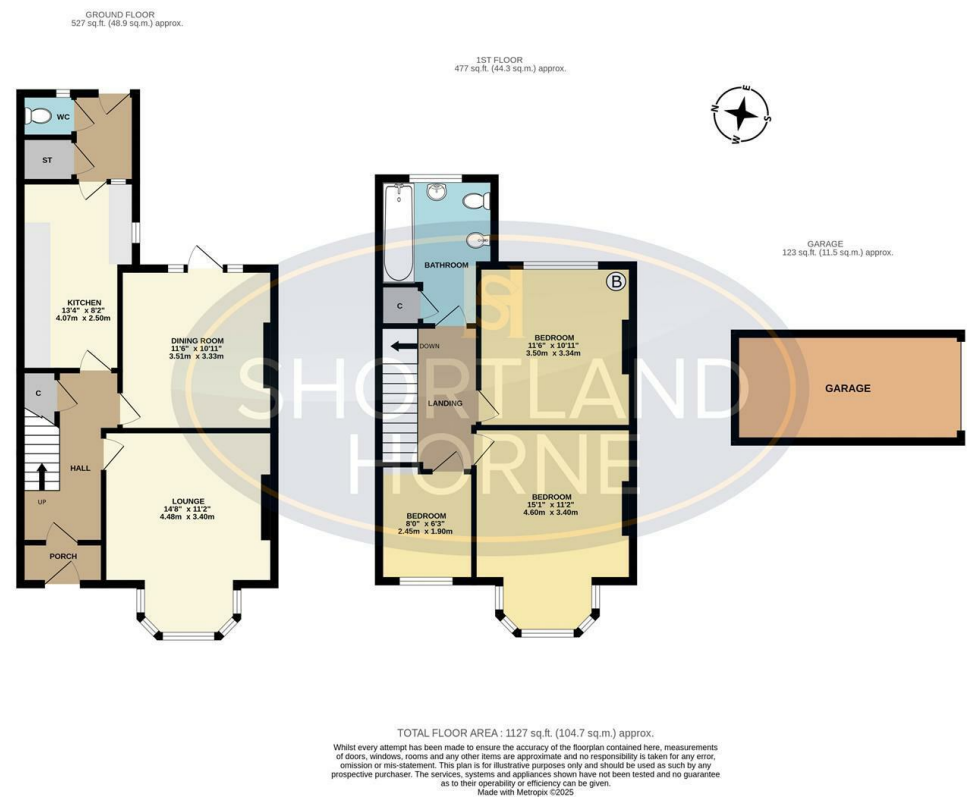 GROUND FLOOR
527 sq.ft. (48.9 sq.m.) approx.
WC
ST
KITCHEN
13'4" x 8'2"
4.07m x 2.50m
DINING ROOM
11'6" x 10'11"
3.51m x 3.33m
C
HALL
UP
LOUNGE
14'8" x 11'2"
4.48m x 3.40m
PORCH
1ST FLOOR
477 sq.ft. (44.3 sq.m.) approx.
BATHROOM
C
B
DOWN
BEDROOM
11'6" x 10'11"
3.50m x 3.34m
LANDING
BEDROOM
8'0" x 6'3"
2.45m x 1.90m
BEDROOM
15'1" x 11'2"
4.60m x 3.40m
N
E
S
W
GARAGE
123 sq.ft. (11.5 sq.m.) approx.
GARAGE
SHORTLAND
HORNE
TOTAL FLOOR AREA : 1127 sq.ft. (104.7 sq.m.) approx.
Whilst every attempt has been made to ensure the accuracy of the floorplan contained here, measurements
of doors, windows, rooms and any other items are approximate and no responsibility is taken for any error,
omission or mis-statement. This plan is for illustrative purposes only and should be used as such by any
prospective purchaser. The services, systems and appliances shown have not been tested and no guarantee
as to their operability or efficiency can be given.
Made with Metropix ©2025